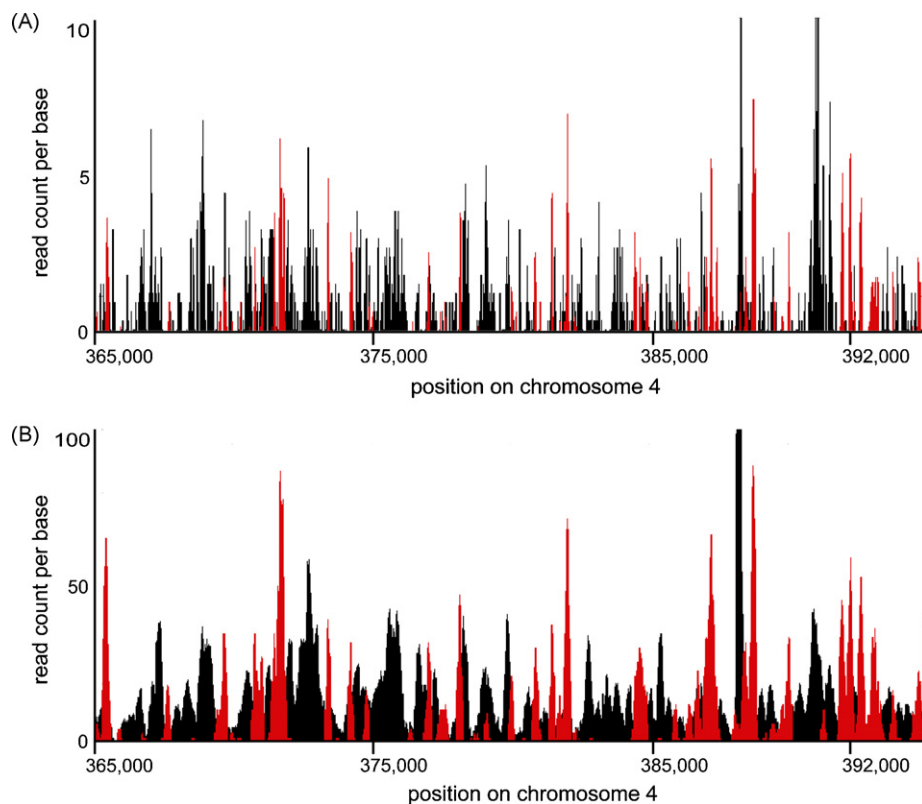 (A)
10
5
0
read count per base
365,000 375,000 385,000 392,000
position on chromosome 4
(B)
100
50
0
read count per base
365,000 375,000 385,000 392,000
position on chromosome 4